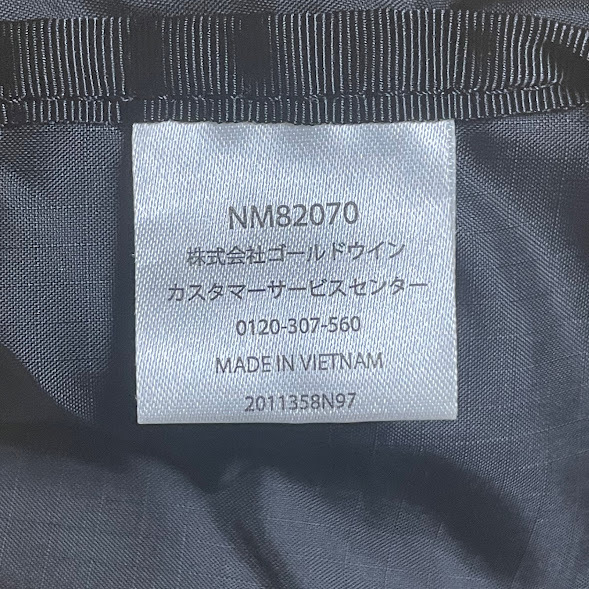 NM82070
株式会社ゴールドウイン
カスタマーサービスセンター
0120-307-560
MADE IN VIETNAM
2011358N97